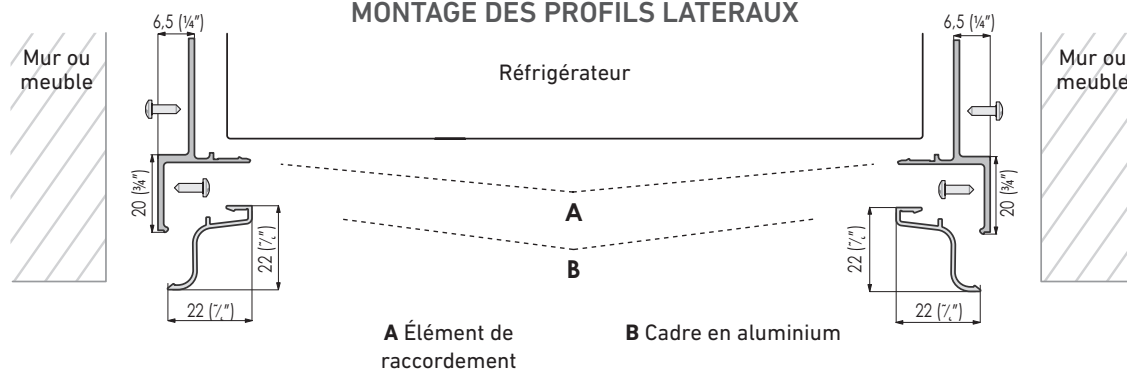 MONTAGE DES PROFILS LATERAUX
6,5 (¼")
6,5 (¼")
Mur ou
meuble
Réfrigérateur
Mur ou
meuble
20 (¾")
20 (¾")
A
B
22
22
22
22
A Élément de
raccordement
B Cadre en aluminium